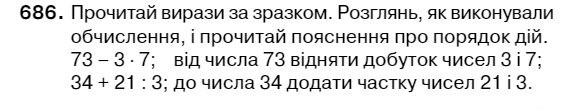 686. Прочитай вирази за зразком. Розглянь, як виконували
обчислення, і прочитай пояснення про порядок дій.
73 – 3 · 7; від числа 73 відняти добуток чисел 3 і 7;
34 + 21 : 3; до числа 34 додати частку чисел 21 і 3.